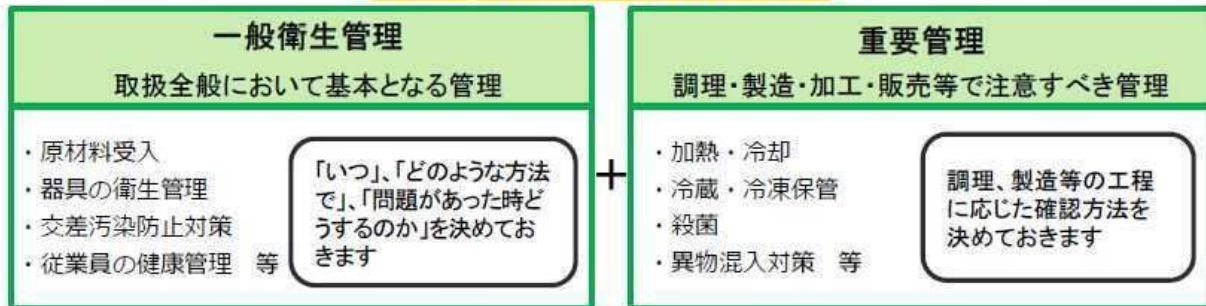 一般衛生管理
取扱全般において基本となる管理
・原材料受入
・器具の衛生管理
・交差汚染防止対策
・従業員の健康管理　等
「いつ」、「どのような方法
で」、「問題があった時ど
うするのか」を決めてお
きます
+
重要管理
調理・製造・加工・販売等で注意すべき管理
・加熱・冷却
・冷蔵・冷凍保管
・殺菌
・異物混入対策　等
調理、製造等の工程
に応じた確認方法を
決めておきます